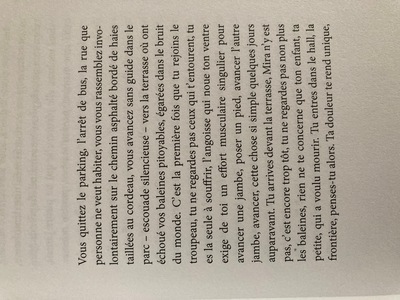 Vous quittez le parking, l'arrêt de bus, la rue que
personne ne veut habiter, vous vous rassemblez invo-
lontairement sur le chemin asphalté bordé de haies
taillées au cordeau, vous avancez sans guide dans le
parc – escouade silencieuse – vers la terrasse où ont
échoué vos baleines pitoyables, égarées dans le bruit
du monde. C'est la première fois que tu rejoins le
troupeau, tu ne regardes pas ceux qui t'entourent, tu
es la seule à souffrir, l'angoisse qui noue ton ventre
exige de toi un effort musculaire singulier pour
avancer une jambe, poser un pied, avancer l'autre
jambe, avancer, cette chose si simple quelques jours
auparavant. Tu arrives devant la terrasse, Mira n'y est
pas, c'est encore trop tôt, tu ne regardes pas non plus
les baleines, rien ne te concerne que ton enfant, ta
petite, qui a voulu mourir. Tu entres dans le hall, la
frontière, penses-tu alors. Ta douleur te rend unique,